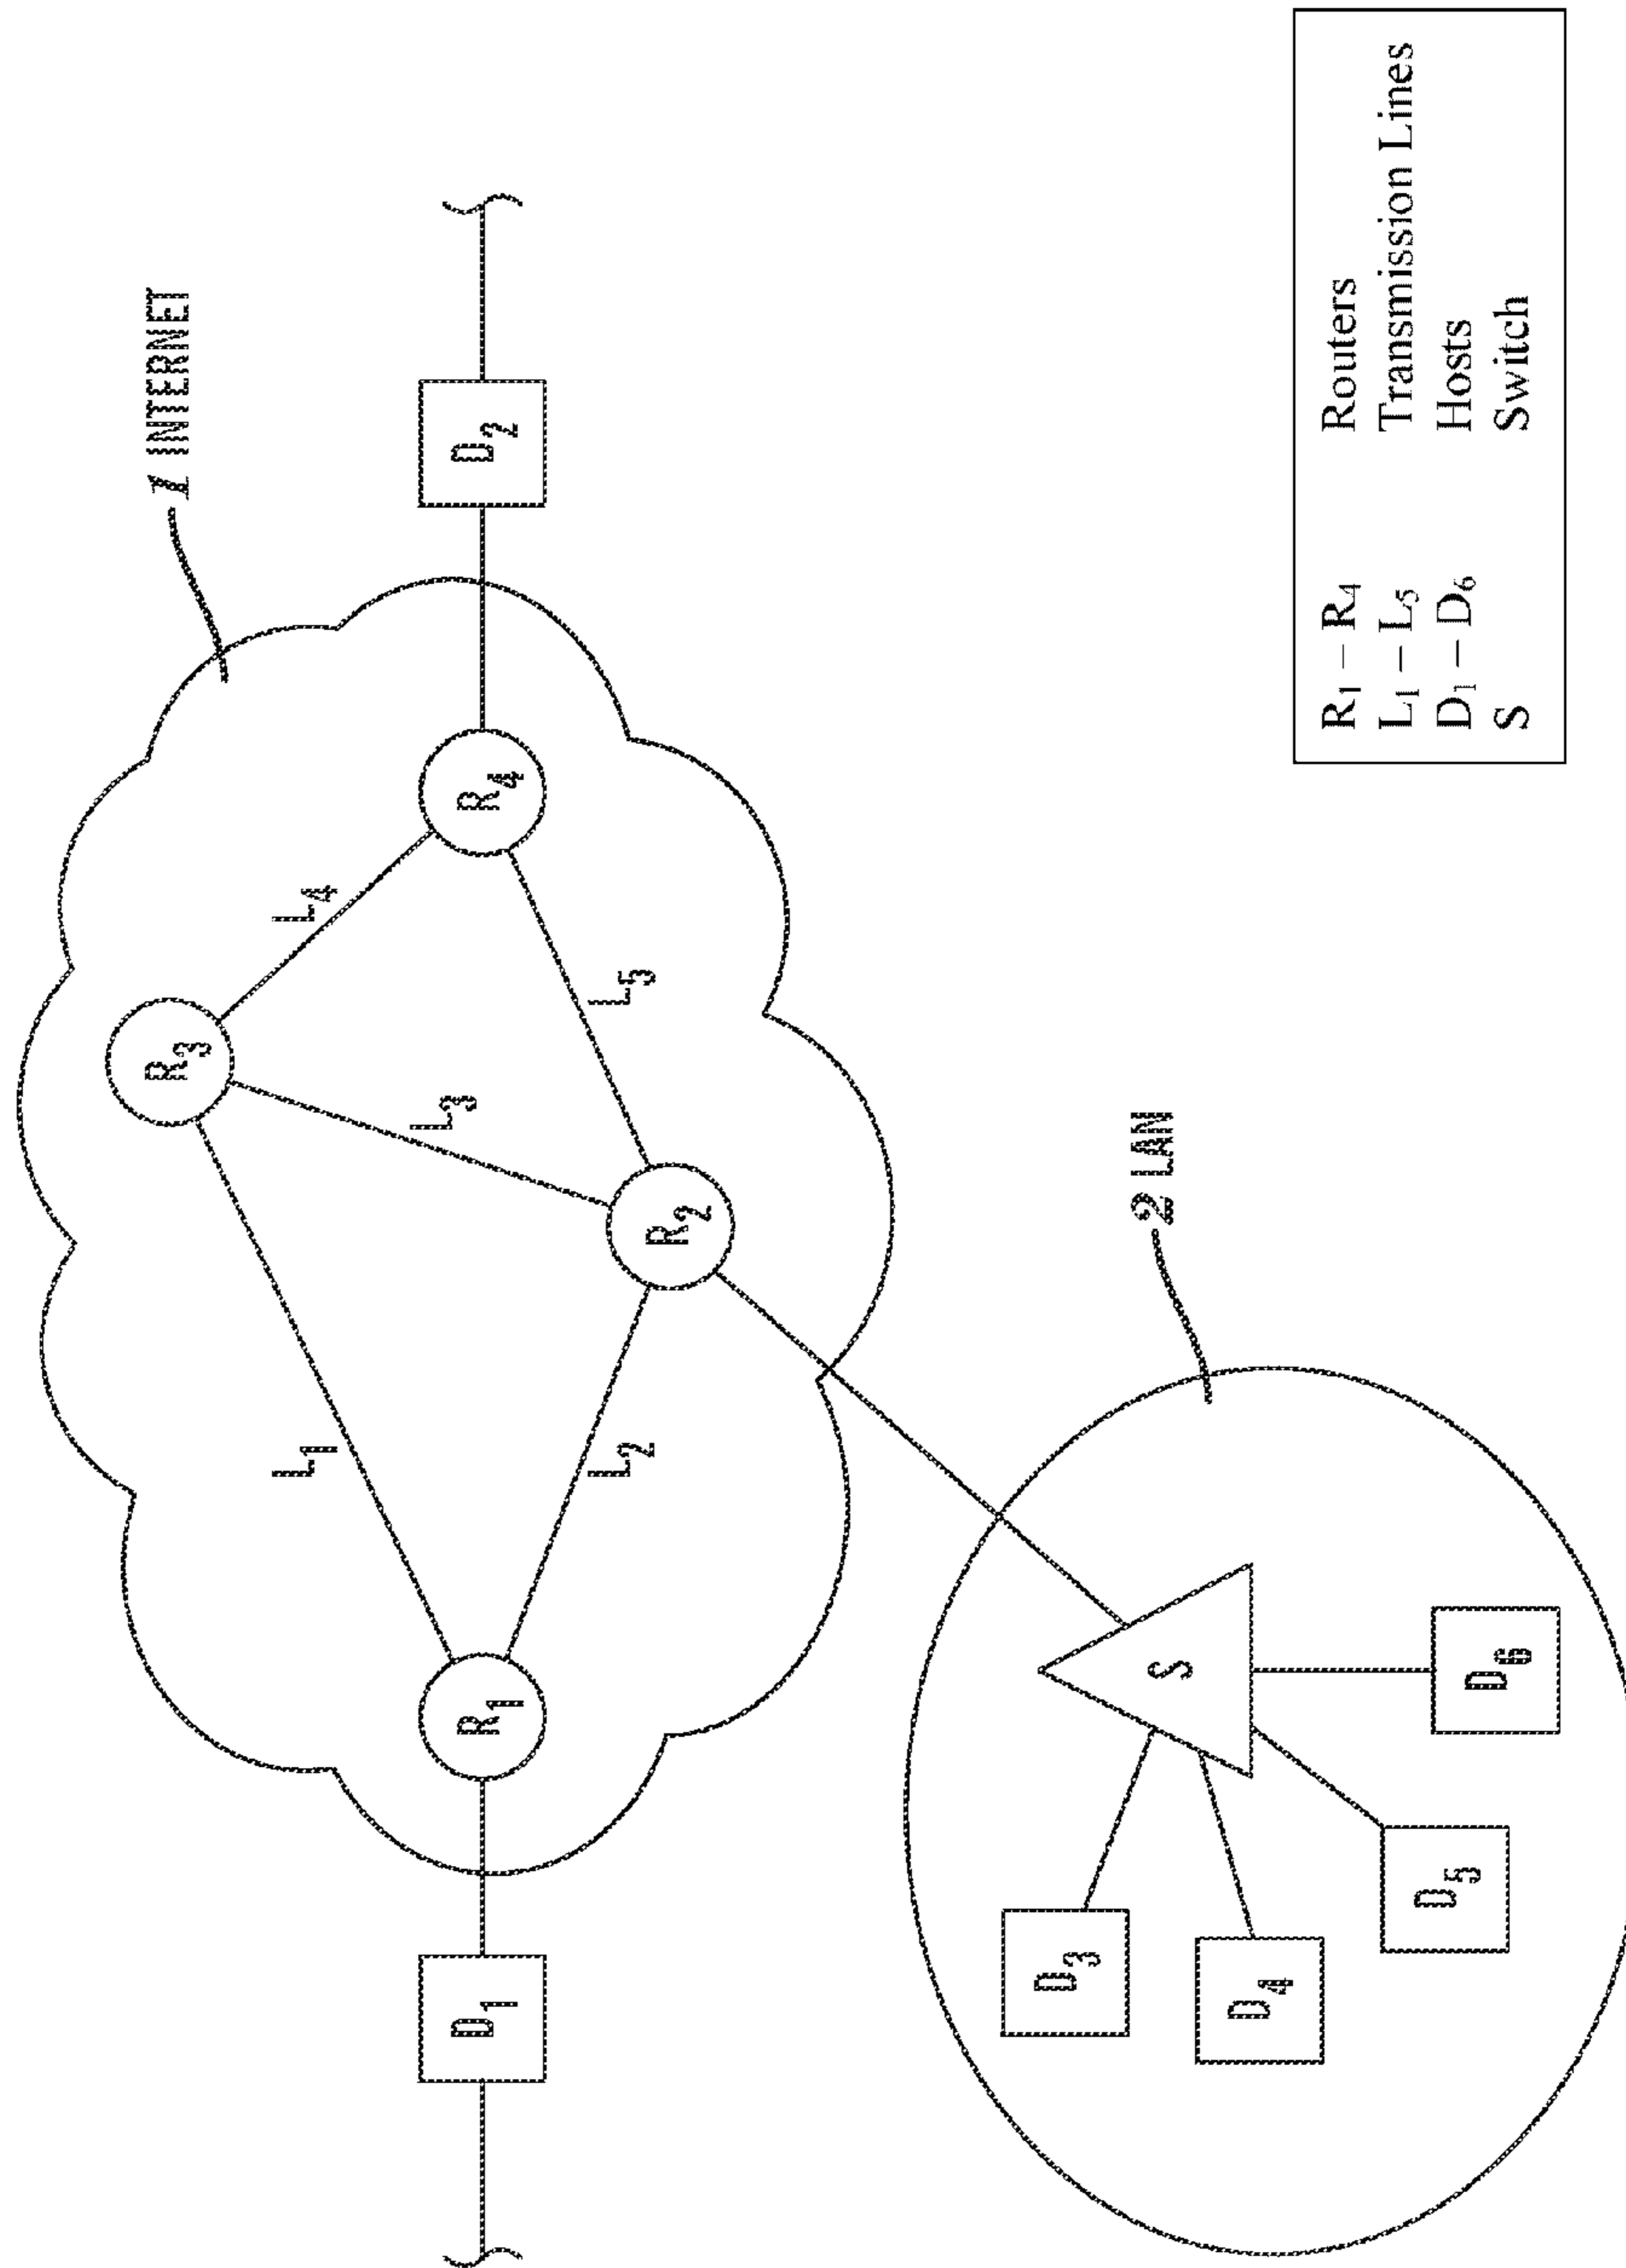 1 INTERNET
R₃
L₁
L₄
L₃
D₁
R₁
R₄
D₂
L₂
L₅
R₂
2 LAN
D₃
S
D₄
D₅
D₆
R₁ – R₄ Routers
L₁ – L₅ Transmission Lines
D₁ – D₆ Hosts
S Switch